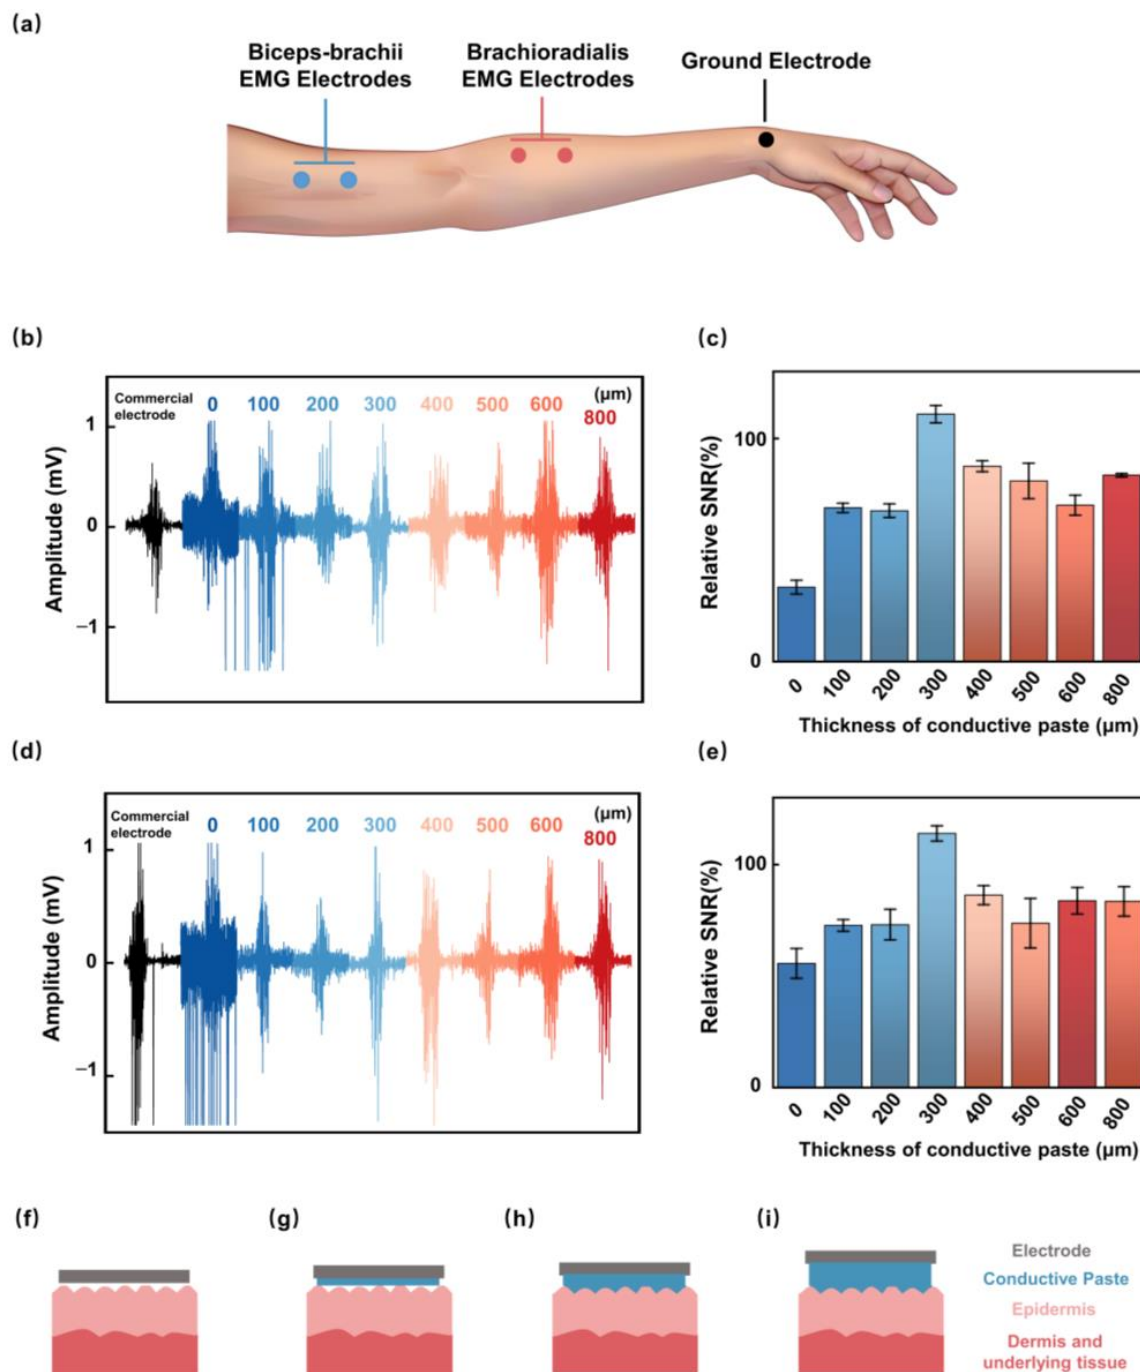 (a)
Biceps-brachii
EMG Electrodes
Brachioradialis
EMG Electrodes
Ground Electrode
(b)
Commercial
electrode
0 100 200 300 400 500 600 800
(μm)
1
0
−1
Amplitude (mV)
(c)
Relative SNR(%)
100
0
0 100 200 300 400 500 600 800
Thickness of conductive paste (μm)
(d)
Commercial
electrode
0 100 200 300 400 500 600 800
(μm)
1
0
−1
Amplitude (mV)
(e)
Relative SNR(%)
100
0
0 100 200 300 400 500 600 800
Thickness of conductive paste (μm)
(f)
(g)
(h)
(i)
Electrode
Conductive Paste
Epidermis
Dermis and
underlying tissue